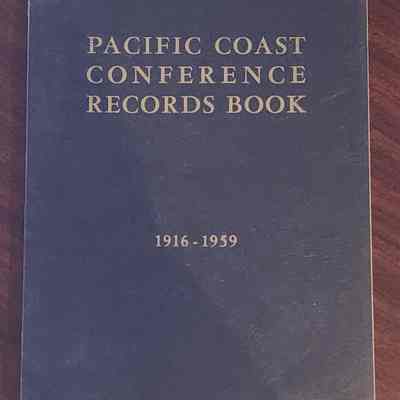 PACIFIC COAST
CONFERENCE
RECORDS BOOK
1916 - 1959